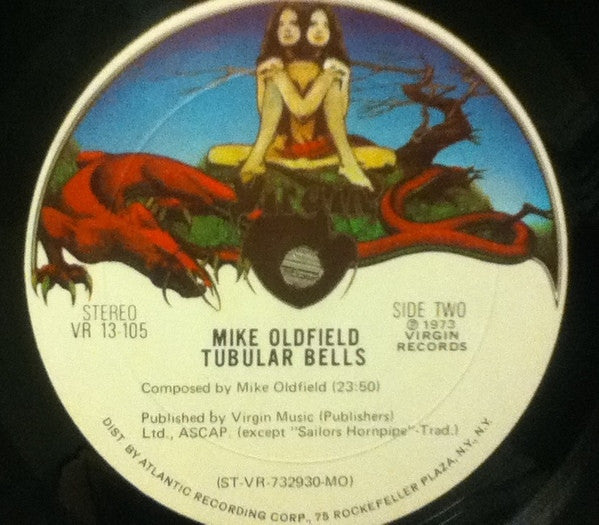 VIRGIN
STEREO
VR 13-105
SIDE TWO
℗ 1973
VIRGIN
RECORDS
MIKE OLDFIELD
TUBULAR BELLS
Composed by Mike Oldfield (23:50)
Published by Virgin Music (Publishers)
Ltd., ASCAP. (except "Sailors Hornpipe"-Trad.)
(ST-VR-732930-MO)
DIST. BY ATLANTIC RECORDING CORP., 75 ROCKEFELLER PLAZA, N.Y., N.Y.